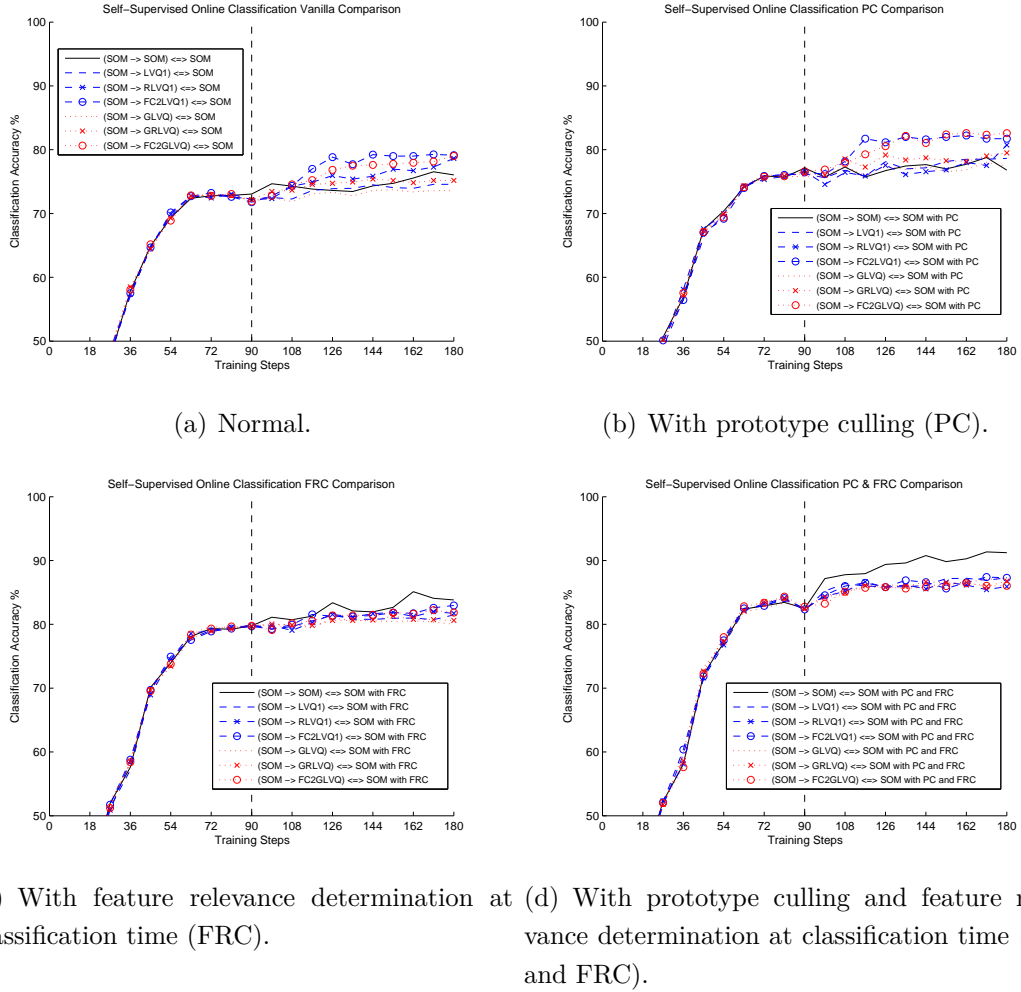 Self−Supervised Online Classification Vanilla Comparison
100
90
80
70
60
50
Classification Accuracy %
(SOM −> SOM) <=> SOM
(SOM −> LVQ1) <=> SOM
(SOM −> RLVQ1) <=> SOM
(SOM −> FC2LVQ1) <=> SOM
(SOM −> GLVQ) <=> SOM
(SOM −> GRLVQ) <=> SOM
(SOM −> FC2GLVQ) <=> SOM
0 18 36 54 72 90 108 126 144 162 180
Training Steps
(a) Normal.
Self−Supervised Online Classification PC Comparison
100
90
80
70
60
50
Classification Accuracy %
(SOM −> SOM) <=> SOM with PC
(SOM −> LVQ1) <=> SOM with PC
(SOM −> RLVQ1) <=> SOM with PC
(SOM −> FC2LVQ1) <=> SOM with PC
(SOM −> GLVQ) <=> SOM with PC
(SOM −> GRLVQ) <=> SOM with PC
(SOM −> FC2GLVQ) <=> SOM with PC
0 18 36 54 72 90 108 126 144 162 180
Training Steps
(b) With prototype culling (PC).
Self−Supervised Online Classification FRC Comparison
100
90
80
70
60
50
Classification Accuracy %
(SOM −> SOM) <=> SOM with FRC
(SOM −> LVQ1) <=> SOM with FRC
(SOM −> RLVQ1) <=> SOM with FRC
(SOM −> FC2LVQ1) <=> SOM with FRC
(SOM −> GLVQ) <=> SOM with FRC
(SOM −> GRLVQ) <=> SOM with FRC
(SOM −> FC2GLVQ) <=> SOM with FRC
0 18 36 54 72 90 108 126 144 162 180
Training Steps
) With feature relevance determination at
assification time (FRC).
Self−Supervised Online Classification PC & FRC Comparison
100
90
80
70
60
50
Classification Accuracy %
(SOM −> SOM) <=> SOM with PC and FRC
(SOM −> LVQ1) <=> SOM with PC and FRC
(SOM −> RLVQ1) <=> SOM with PC and FRC
(SOM −> FC2LVQ1) <=> SOM with PC and FRC
(SOM −> GLVQ) <=> SOM with PC and FRC
(SOM −> GRLVQ) <=> SOM with PC and FRC
(SOM −> FC2GLVQ) <=> SOM with PC and FRC
0 18 36 54 72 90 108 126 144 162 180
Training Steps
(d) With prototype culling and feature
vance determination at classification time
and FRC).